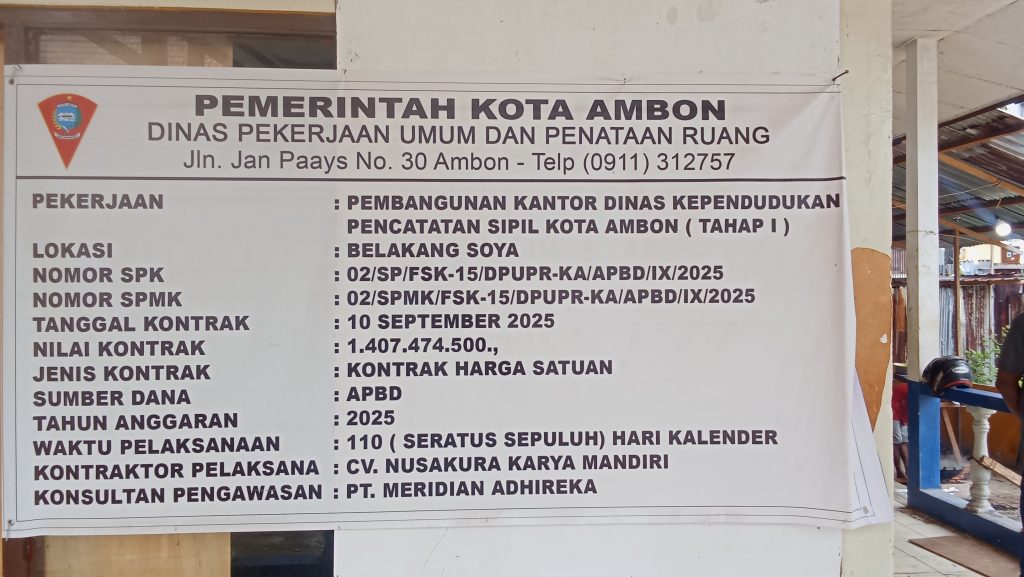 PEMERINTAH KOTA AMBON
DINAS PEKERJAAN UMUM DAN PENATAAN RUANG
Jln. Jan Paays No. 30 Ambon - Telp (0911) 312757
PEKERJAAN : PEMBANGUNAN KANTOR DINAS KEPENDUDUKAN
PENCATATAN SIPIL KOTA AMBON ( TAHAP I )
LOKASI : BELAKANG SOYA
NOMOR SPK : 02/SP/FSK-15/DPUPR-KA/APBD/IX/2025
NOMOR SPMK : 02/SPMK/FSK-15/DPUPR-KA/APBD/IX/2025
TANGGAL KONTRAK : 10 SEPTEMBER 2025
NILAI KONTRAK : 1.407.474.500.,
JENIS KONTRAK : KONTRAK HARGA SATUAN
SUMBER DANA : APBD
TAHUN ANGGARAN : 2025
WAKTU PELAKSANAAN : 110 ( SERATUS SEPULUH) HARI KALENDER
KONTRAKTOR PELAKSANA : CV. NUSAKURA KARYA MANDIRI
KONSULTAN PENGAWASAN : PT. MERIDIAN ADHIREKA